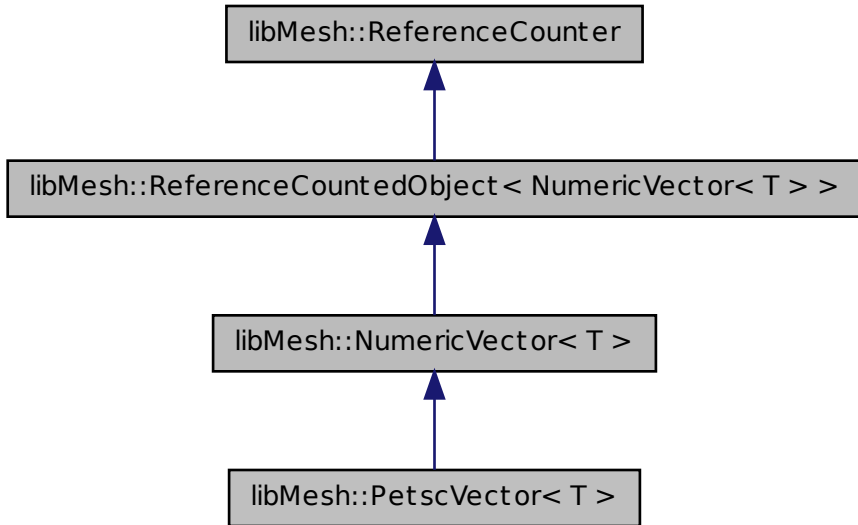 libMesh::ReferenceCounter
libMesh::ReferenceCountedObject< NumericVector< T > >
libMesh::NumericVector< T >
libMesh::PetscVector< T >